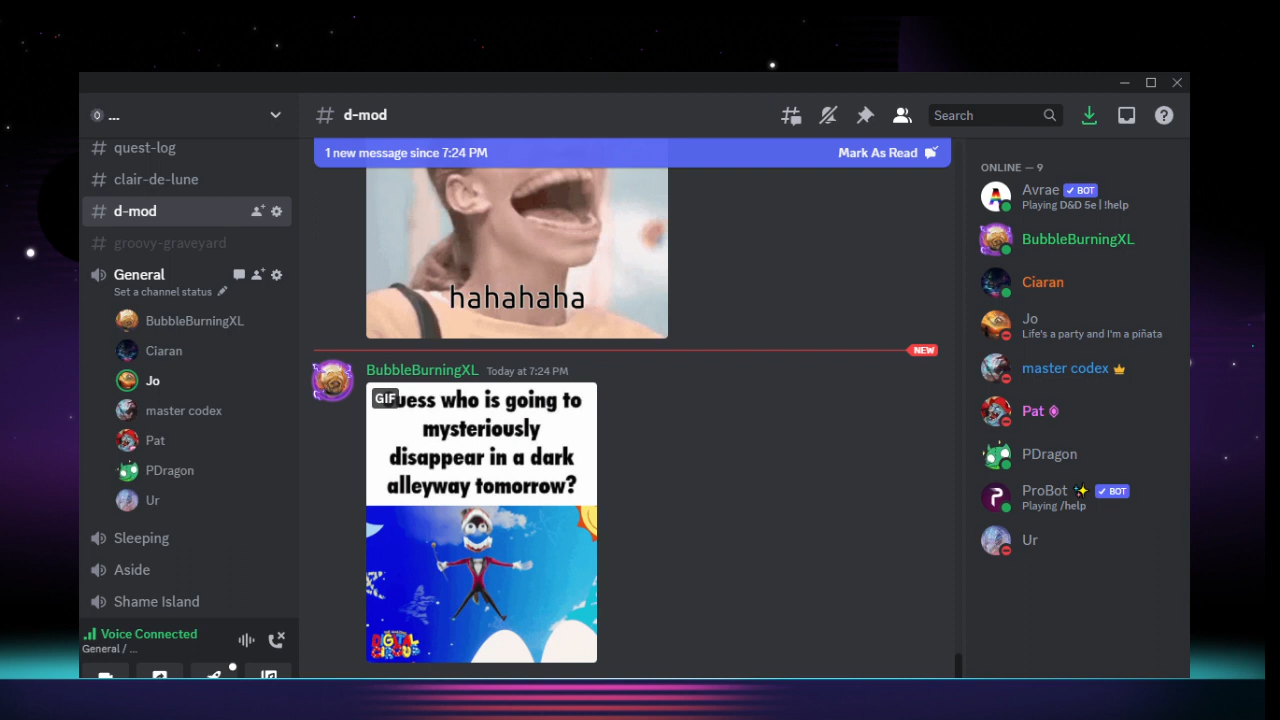 ...
quest-log
clair-de-lune
d-mod
groovy-graveyard
General
Set a channel status
BubbleBurningXL
Ciaran
Jo
master codex
Pat
PDragon
Ur
Sleeping
Aside
Shame Island
Voice Connected
General / ...
d-mod
Search
1 new message since 7:24 PM
Mark As Read
hahahaha
NEW
BubbleBurningXL Today at 7:24 PM
GIF
uess who is going to
mysteriously
disappear in a dark
alleyway tomorrow?
DIGITAL
CIRCUS
ONLINE — 9
Avrae BOT
Playing D&D 5e | !help
BubbleBurningXL
Ciaran
Jo
Life's a party and I'm a piñata
master codex
Pat
PDragon
ProBot BOT
Playing /help
Ur